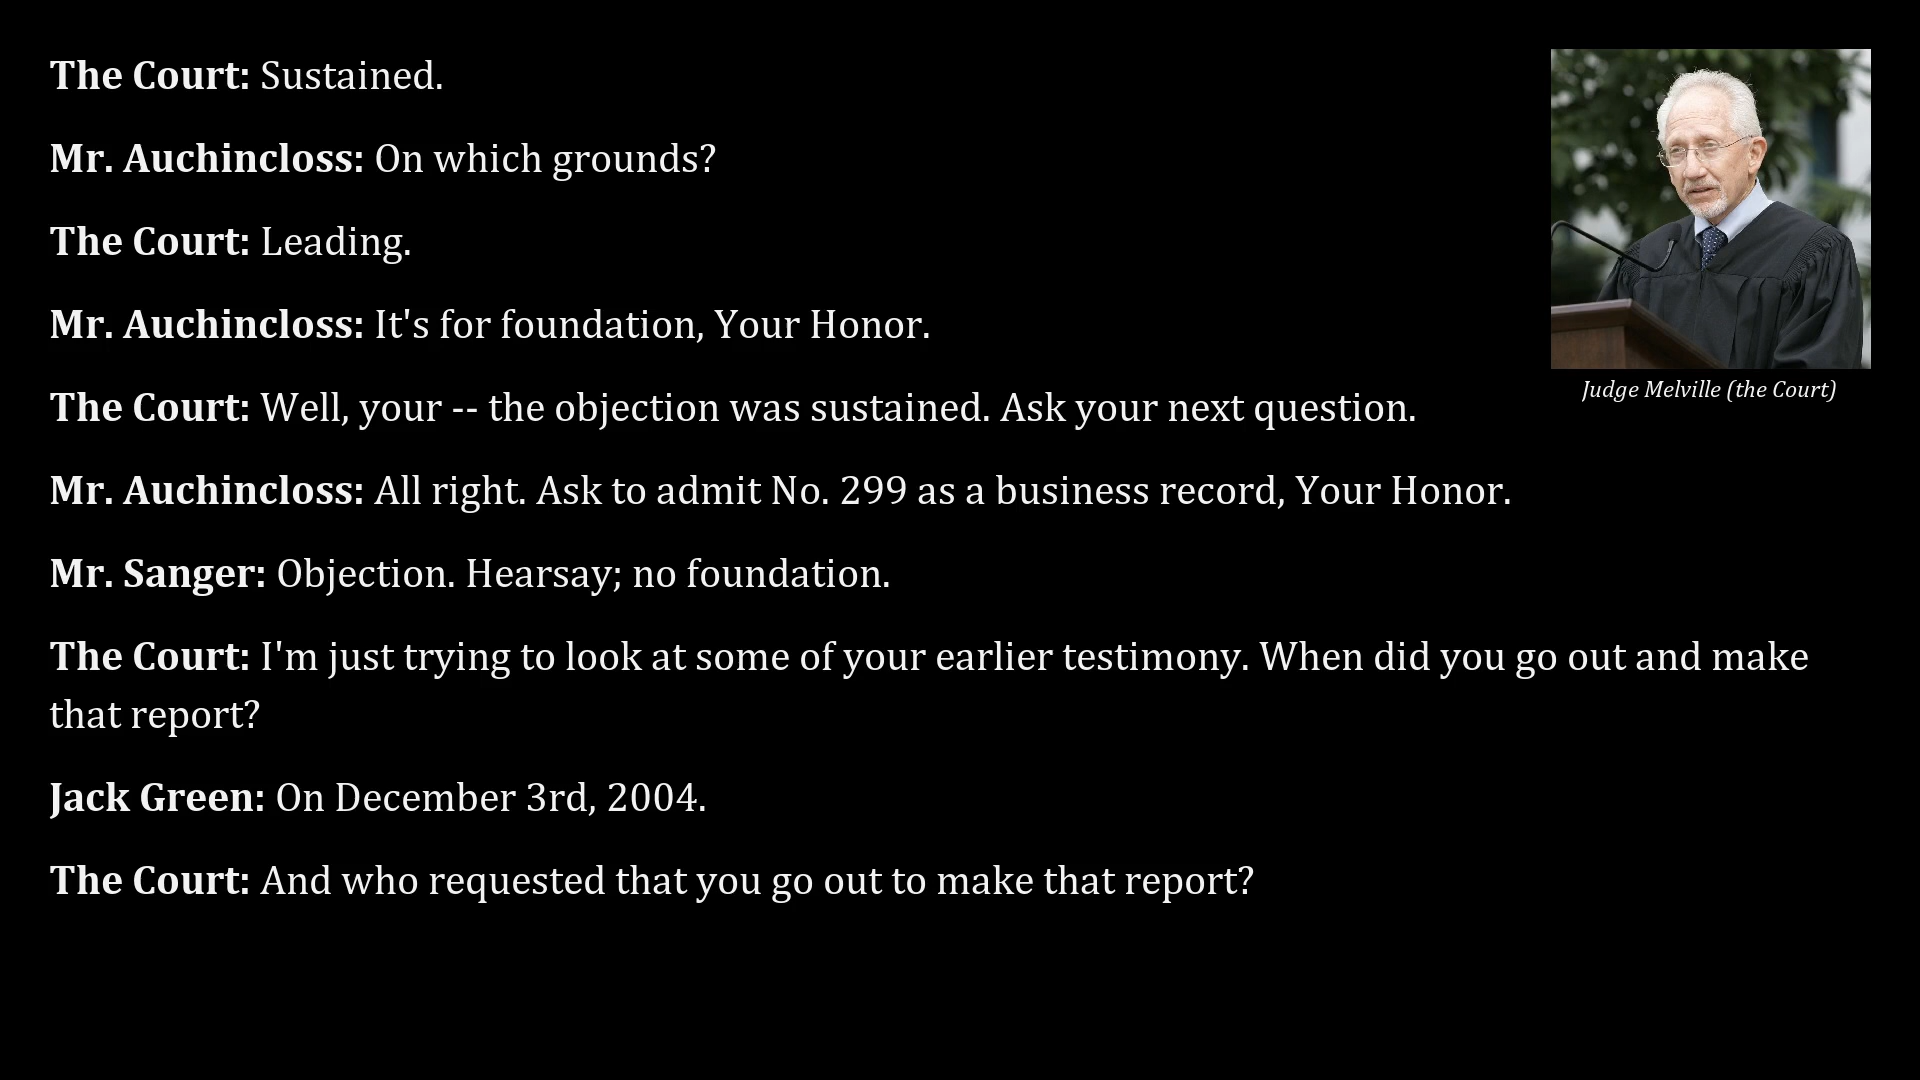 The Court: Sustained.
Mr. Auchincloss: On which grounds?
The Court: Leading.
Mr. Auchincloss: It's for foundation, Your Honor.
The Court: Well, your -- the objection was sustained. Ask your next question.
Judge Melville (the Court)
Mr. Auchincloss: All right. Ask to admit No. 299 as a business record, Your Honor.
Mr. Sanger: Objection. Hearsay; no foundation.
The Court: I'm just trying to look at some of your earlier testimony. When did you go out and make
that report?
Jack Green: On December 3rd, 2004.
The Court: And who requested that you go out to make that report?